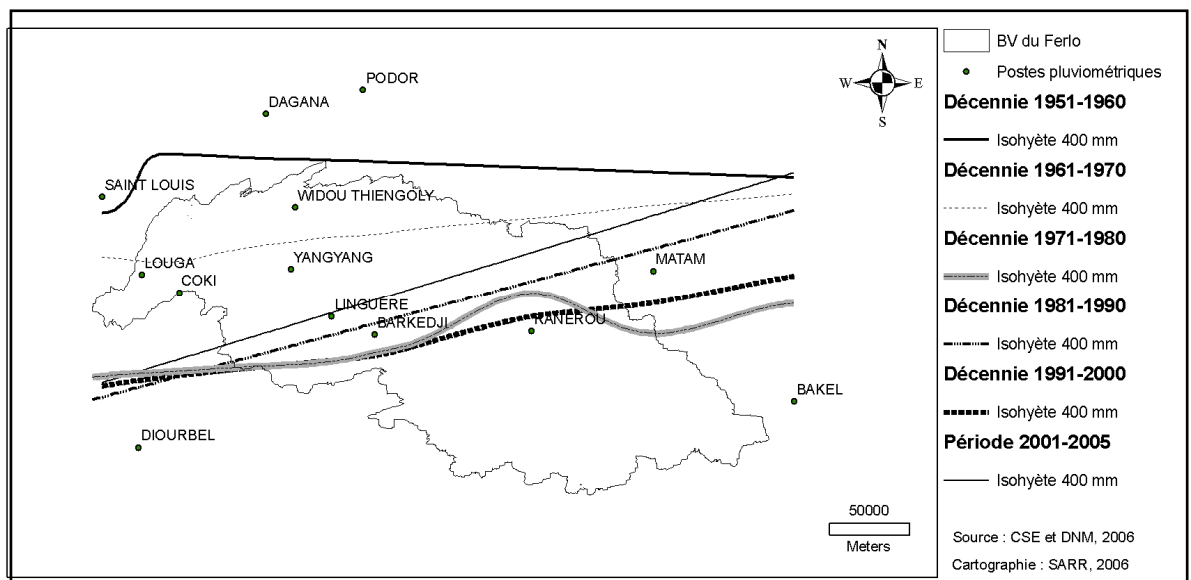 PODOR
DAGANA
SAINT LOUIS
WIDOU THIENGOLY
YANGYANG
LOUGA
COKI
MATAM
LINGUERE
BARKEDJI
RANEROU
BAKEL
DIOURBEL
N
W
E
S
50000
Meters
BV du Ferlo
Postes pluviométriques
Décennie 1951-1960
Isohyète 400 mm
Décennie 1961-1970
Isohyète 400 mm
Décennie 1971-1980
Isohyète 400 mm
Décennie 1981-1990
Isohyète 400 mm
Décennie 1991-2000
Isohyète 400 mm
Période 2001-2005
Isohyète 400 mm
Source : CSE et DNM, 2006
Cartographie : SARR, 2006